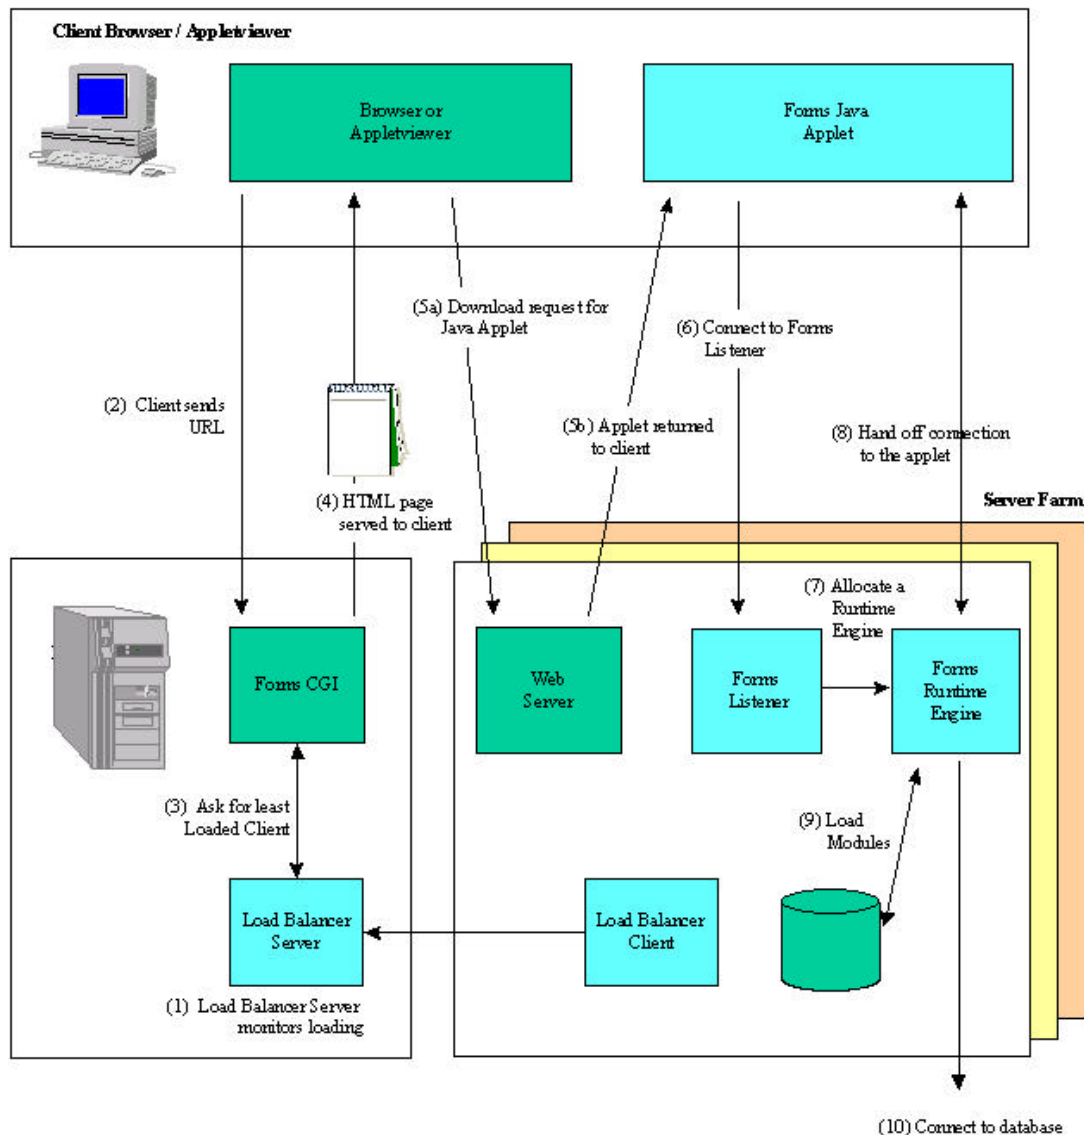 Client Browser / Appletviewer
Browser or
Appletviewer
Forms Java
Applet
(5a) Download request for
Java Applet
(6) Connect to Forms
Listener
(2) Client sends
URL
(5b) Applet returned
to client
(8) Hand off connection
to the applet
(4) HTML page
served to client
Server Farm
(7) Allocate a
Runtime
Engine
Forms CGI
Web
Server
Forms
Listener
Forms
Runtime
Engine
(3) Ask for least
Loaded Client
(9) Load
Modules
Load Balancer
Server
Load Balancer
Client
(1) Load Balancer Server
monitors loading
(10) Connect to database